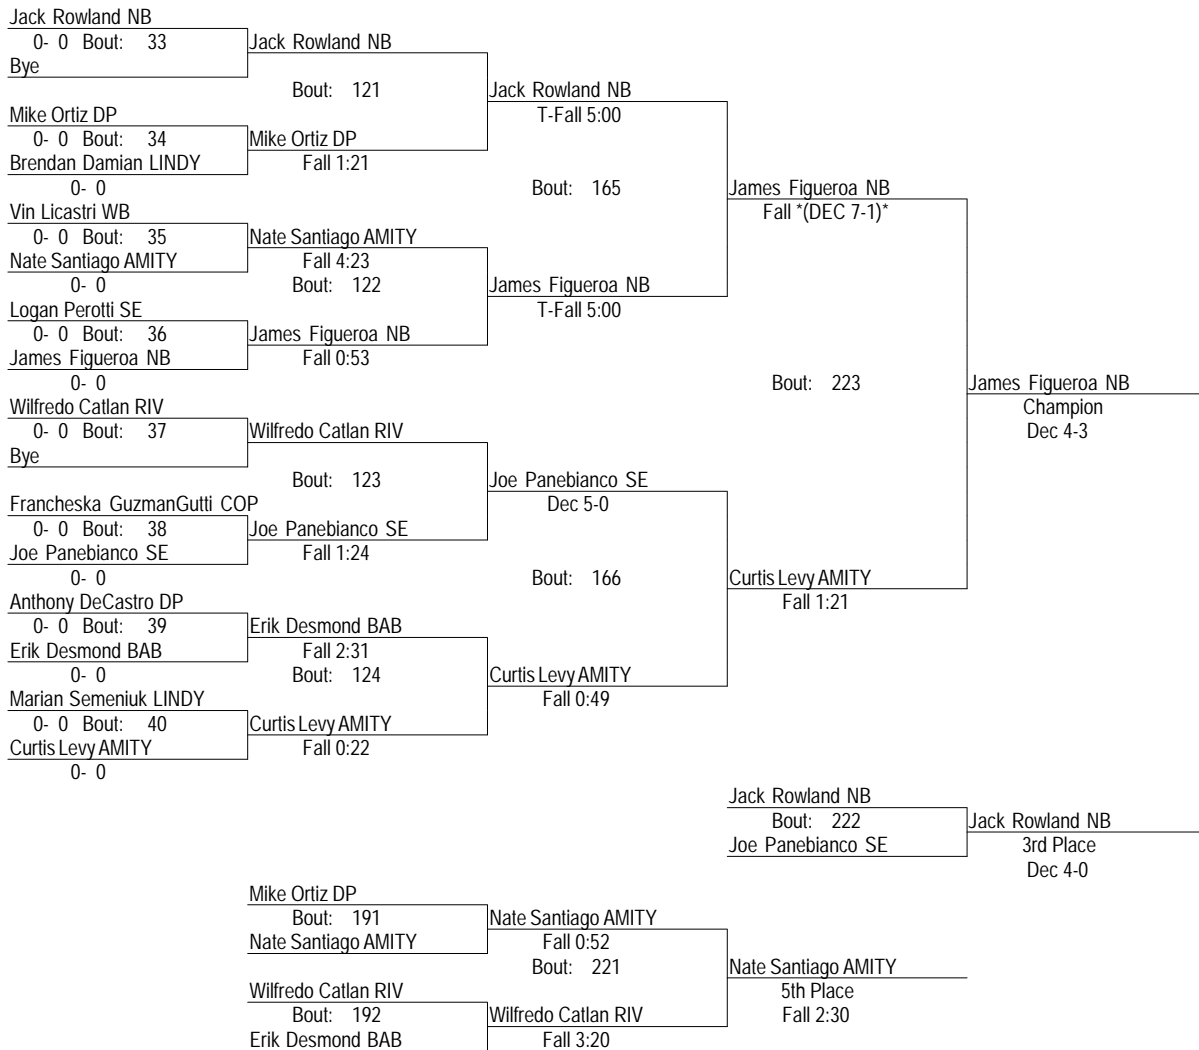 Jack Rowland NB
0- 0 Bout: 33
Bye
Jack Rowland NB
Bout: 121
Mike Ortiz DP
0- 0 Bout: 34
Brendan Damian LINDY
0- 0
Mike Ortiz DP
Fall 1:21
Jack Rowland NB
T-Fall 5:00
Bout: 165
Vin Licastri WB
0- 0 Bout: 35
Nate Santiago AMITY
0- 0
Nate Santiago AMITY
Fall 4:23
Bout: 122
Logan Perotti SE
0- 0 Bout: 36
James Figueroa NB
0- 0
James Figueroa NB
Fall 0:53
James Figueroa NB
T-Fall 5:00
James Figueroa NB
Fall *(DEC 7-1)*
Bout: 223
Wilfredo Catlan RIV
0- 0 Bout: 37
Bye
Wilfredo Catlan RIV
Bout: 123
Francheska GuzmanGutti COP
0- 0 Bout: 38
Joe Panebianco SE
0- 0
Joe Panebianco SE
Fall 1:24
Joe Panebianco SE
Dec 5-0
Bout: 166
Anthony DeCastro DP
0- 0 Bout: 39
Erik Desmond BAB
0- 0
Erik Desmond BAB
Fall 2:31
Bout: 124
Marian Semeniuk LINDY
0- 0 Bout: 40
Curtis Levy AMITY
0- 0
Curtis Levy AMITY
Fall 0:22
Curtis Levy AMITY
Fall 0:49
Curtis Levy AMITY
Fall 1:21
James Figueroa NB
Champion
Dec 4-3
Jack Rowland NB
Bout: 222
Joe Panebianco SE
Jack Rowland NB
3rd Place
Dec 4-0
Mike Ortiz DP
Bout: 191
Nate Santiago AMITY
Nate Santiago AMITY
Fall 0:52
Bout: 221
Wilfredo Catlan RIV
Bout: 192
Erik Desmond BAB
Wilfredo Catlan RIV
Fall 3:20
Nate Santiago AMITY
5th Place
Fall 2:30